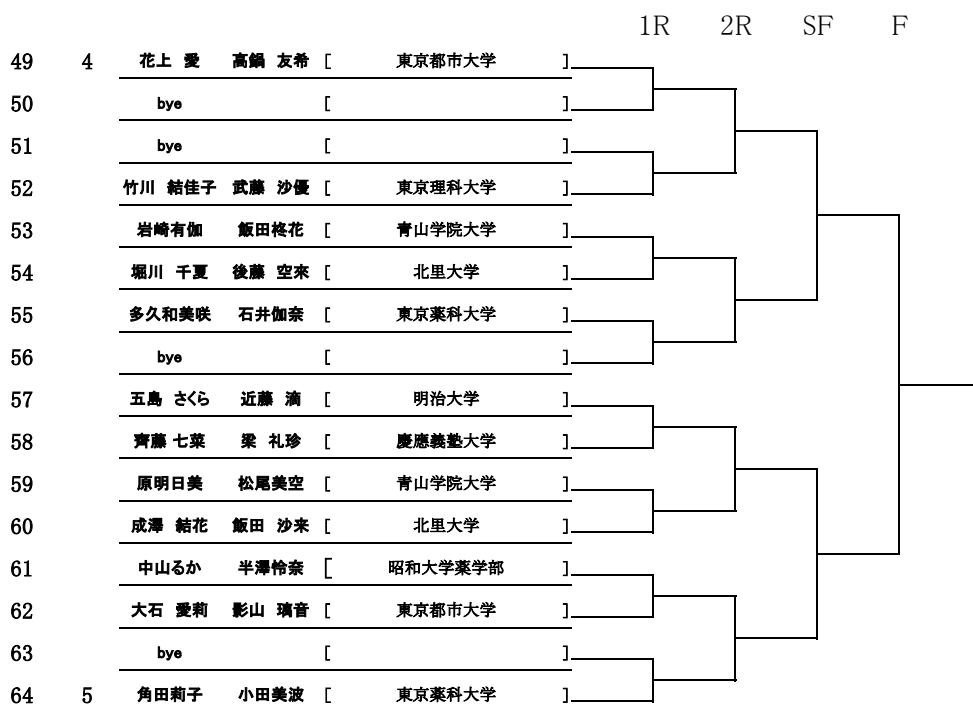 1R 2R SF F
49 4 花上 愛 高鍋 友希 [ 東京都市大学 ]
50 bye [ ]
51 bye [ ]
52 竹川 結佳子 武藤 沙優 [ 東京理科大学 ]
53 岩崎有伽 飯田柊花 [ 青山学院大学 ]
54 堀川 千夏 後藤 空来 [ 北里大学 ]
55 多久和美咲 石井伽奈 [ 東京薬科大学 ]
56 bye [ ]
57 五島 さくら 近藤 滴 [ 明治大学 ]
58 齊藤 七菜 梁 礼珍 [ 慶應義塾大学 ]
59 原明日美 松尾美空 [ 青山学院大学 ]
60 成澤 結花 飯田 沙来 [ 北里大学 ]
61 中山るか 半澤怜奈 [ 昭和大学薬学部 ]
62 大石 愛莉 影山 璃音 [ 東京都市大学 ]
63 bye [ ]
64 5 角田莉子 小田美波 [ 東京薬科大学 ]